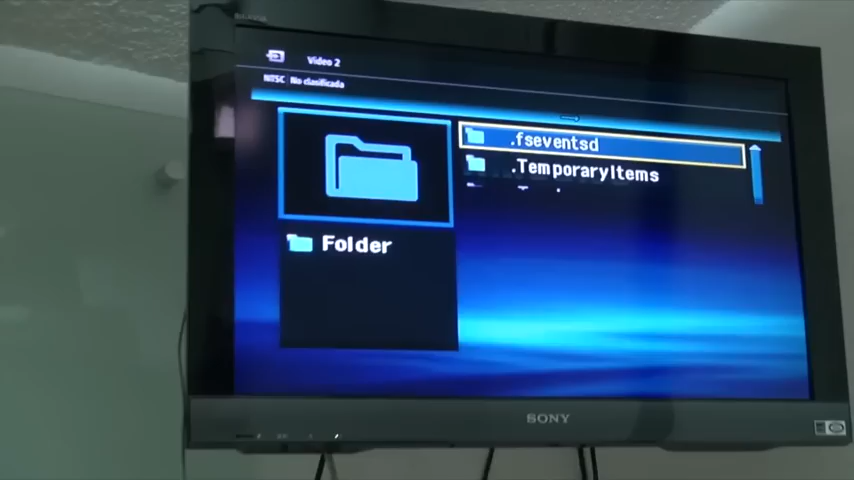 Video 2
NTSC No clasificada
.fseventsd
.TemporaryItems
Folder
SONY